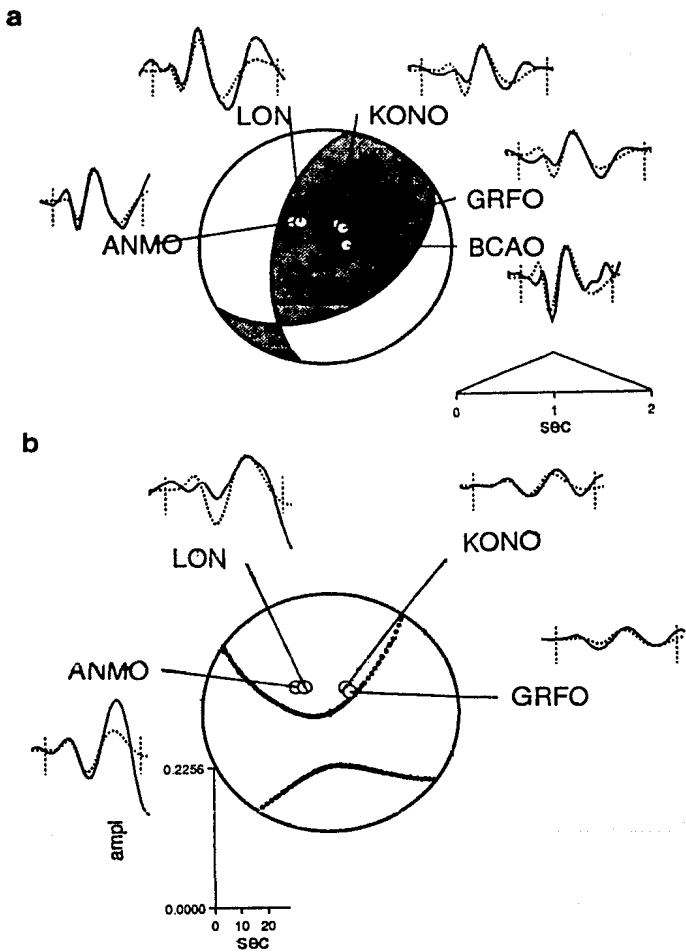 a
LON KONO
GRFO
ANMO
BCAO
0 1 2
sec
b
LON
KONO
ANMO
GRFO
0.2256
ampl
0.0000
0 10 20
sec